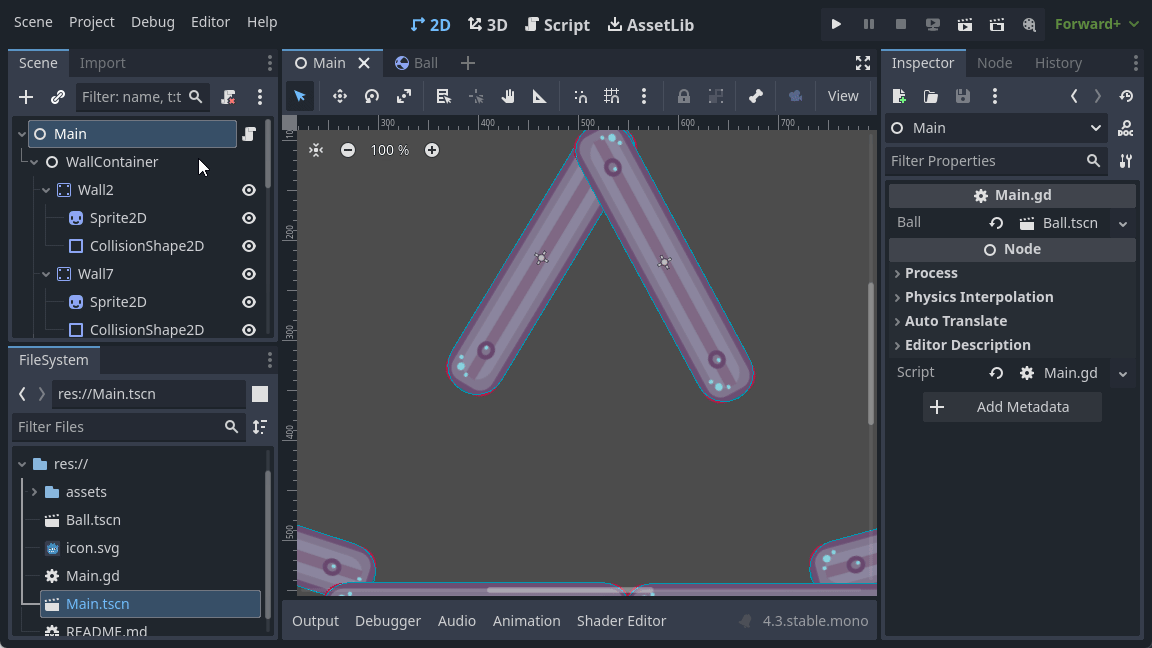 Scene Project Debug Editor Help
2D 3D Script AssetLib
Forward+
Scene Import
Filter: name, t:t
Main
WallContainer
Wall2
Sprite2D
CollisionShape2D
Wall7
Sprite2D
CollisionShape2D
FileSystem
res://Main.tscn
Filter Files
res://
assets
Ball.tscn
icon.svg
Main.gd
Main.tscn
README.md
Main Ball
View
300 400 500 600 700
100 %
200
300
400
500
Output Debugger Audio Animation Shader Editor 4.3.stable.mono
Inspector Node History
Main
Filter Properties
Main.gd
Ball Ball.tscn
Node
Process
Physics Interpolation
Auto Translate
Editor Description
Script Main.gd
Add Metadata